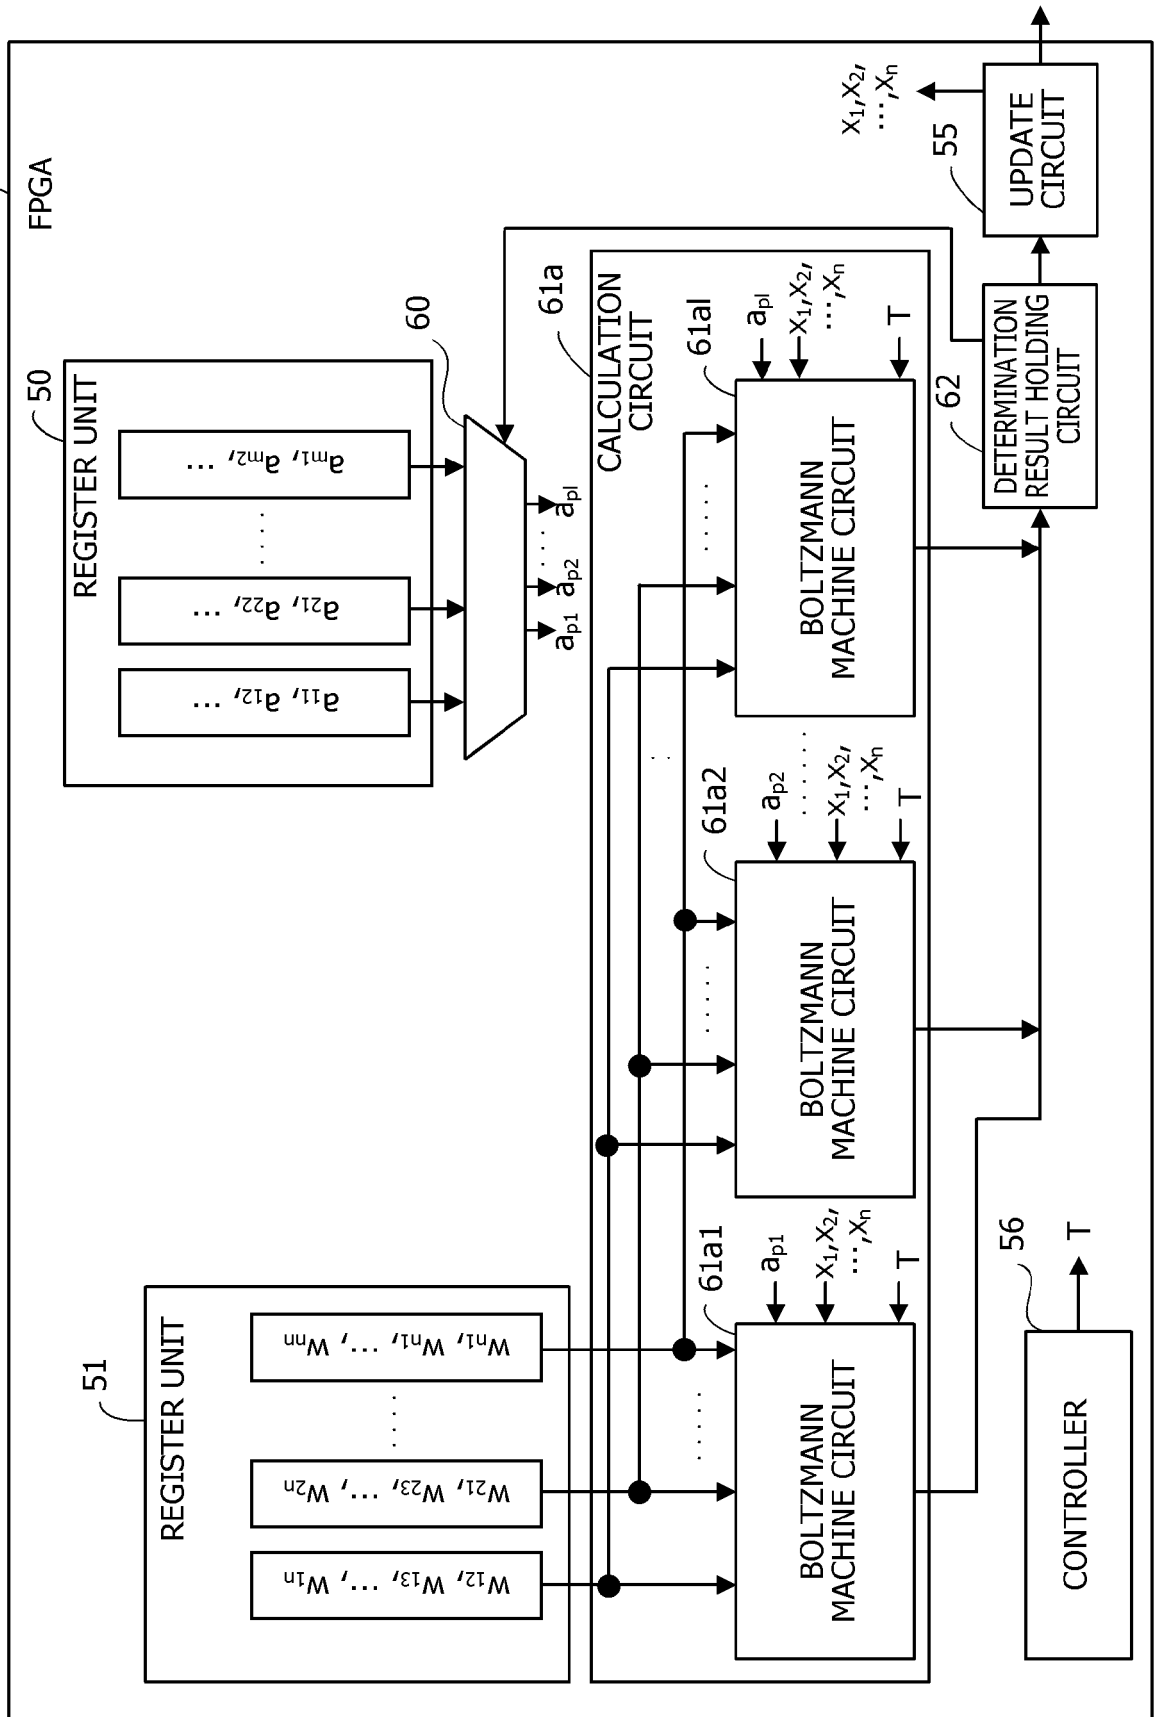 FPGA
REGISTER UNIT
51
w12, w13, ..., w1n
w21, w23, ..., w2n
.....
wn1, wn1, ..., wnn
REGISTER UNIT
50
a11, a12, ...
a21, a22, ...
.....
am1, am2, ...
60
ap1
ap2
....
apl
CALCULATION
CIRCUIT
61a
61a1
BOLTZMANN
MACHINE CIRCUIT
.....
ap1
x1,x2,
...,xn
T
61a2
BOLTZMANN
MACHINE CIRCUIT
.....
ap2
x1,x2,
...,xn
T
......
61al
BOLTZMANN
MACHINE CIRCUIT
.....
apl
x1,x2,
...,xn
T
CONTROLLER
56
T
62
DETERMINATION
RESULT HOLDING
CIRCUIT
55
UPDATE
CIRCUIT
x1,x2,
...,xn